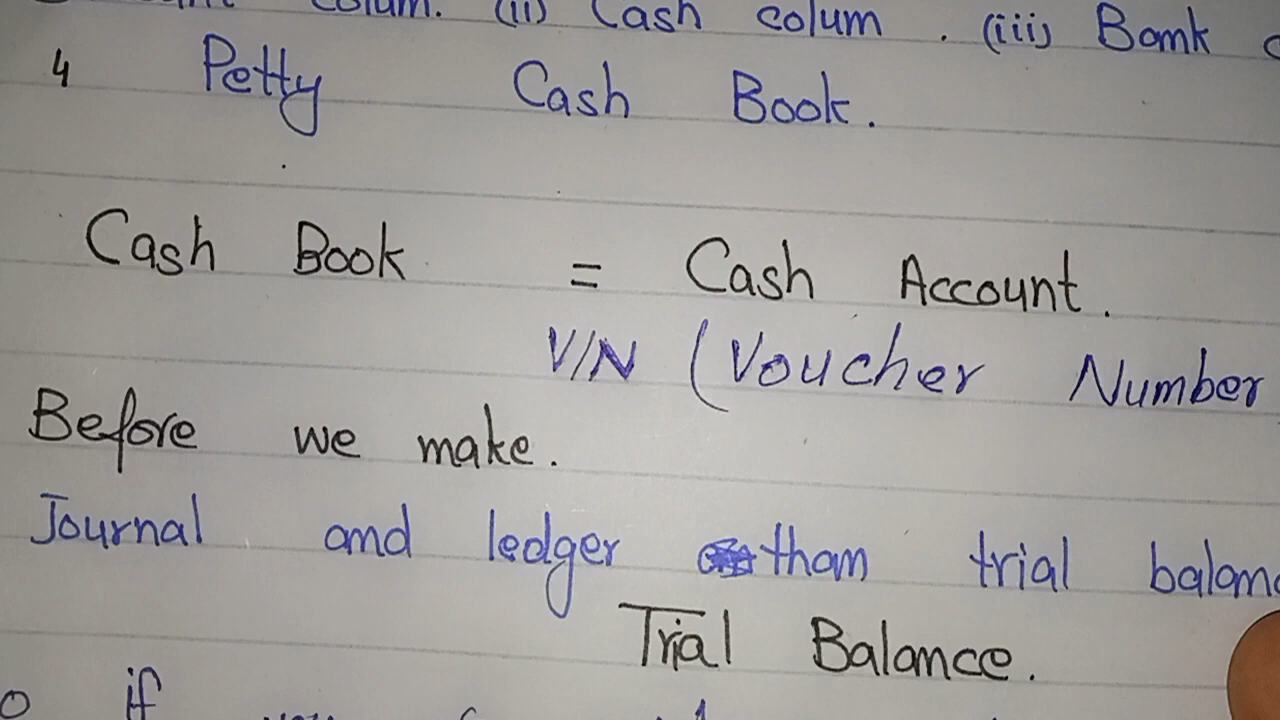 colum. (ii) Cash colum . (iii) Bank
4 Petty Cash Book.
Cash Book = Cash Account.
V/N (Voucher Number
Before we make.
Journal and ledger than trial balanc
Trial Balance.
if